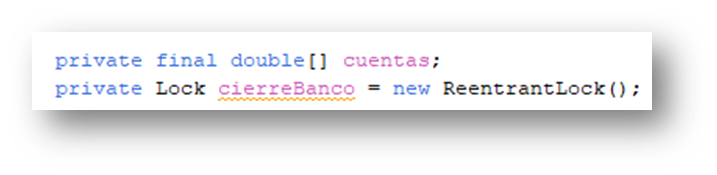 private final double[] cuentas;
private Lock cierreBanco = new ReentrantLock();